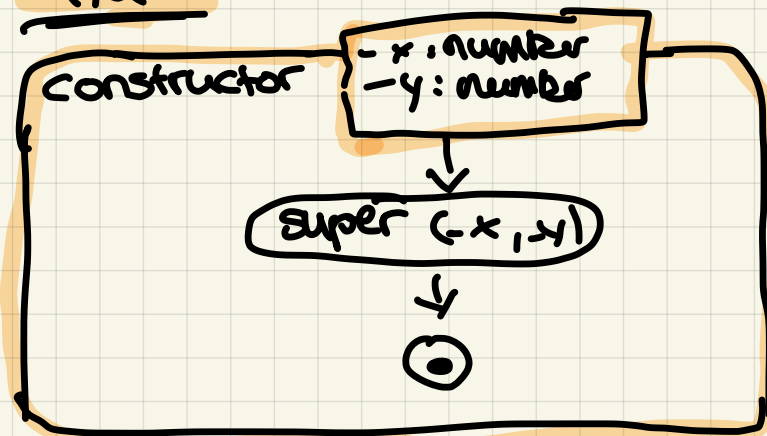 constructor
- x : number
- y : number
super (-x, -y)